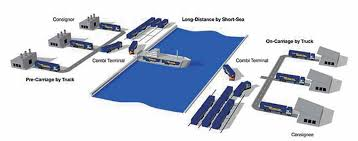 Consignor
Long-Distance by Short-Sea
On-Carriage by Truck
Combi Terminal
Combi Terminal
Pre-Carriage by Truck
Consignee